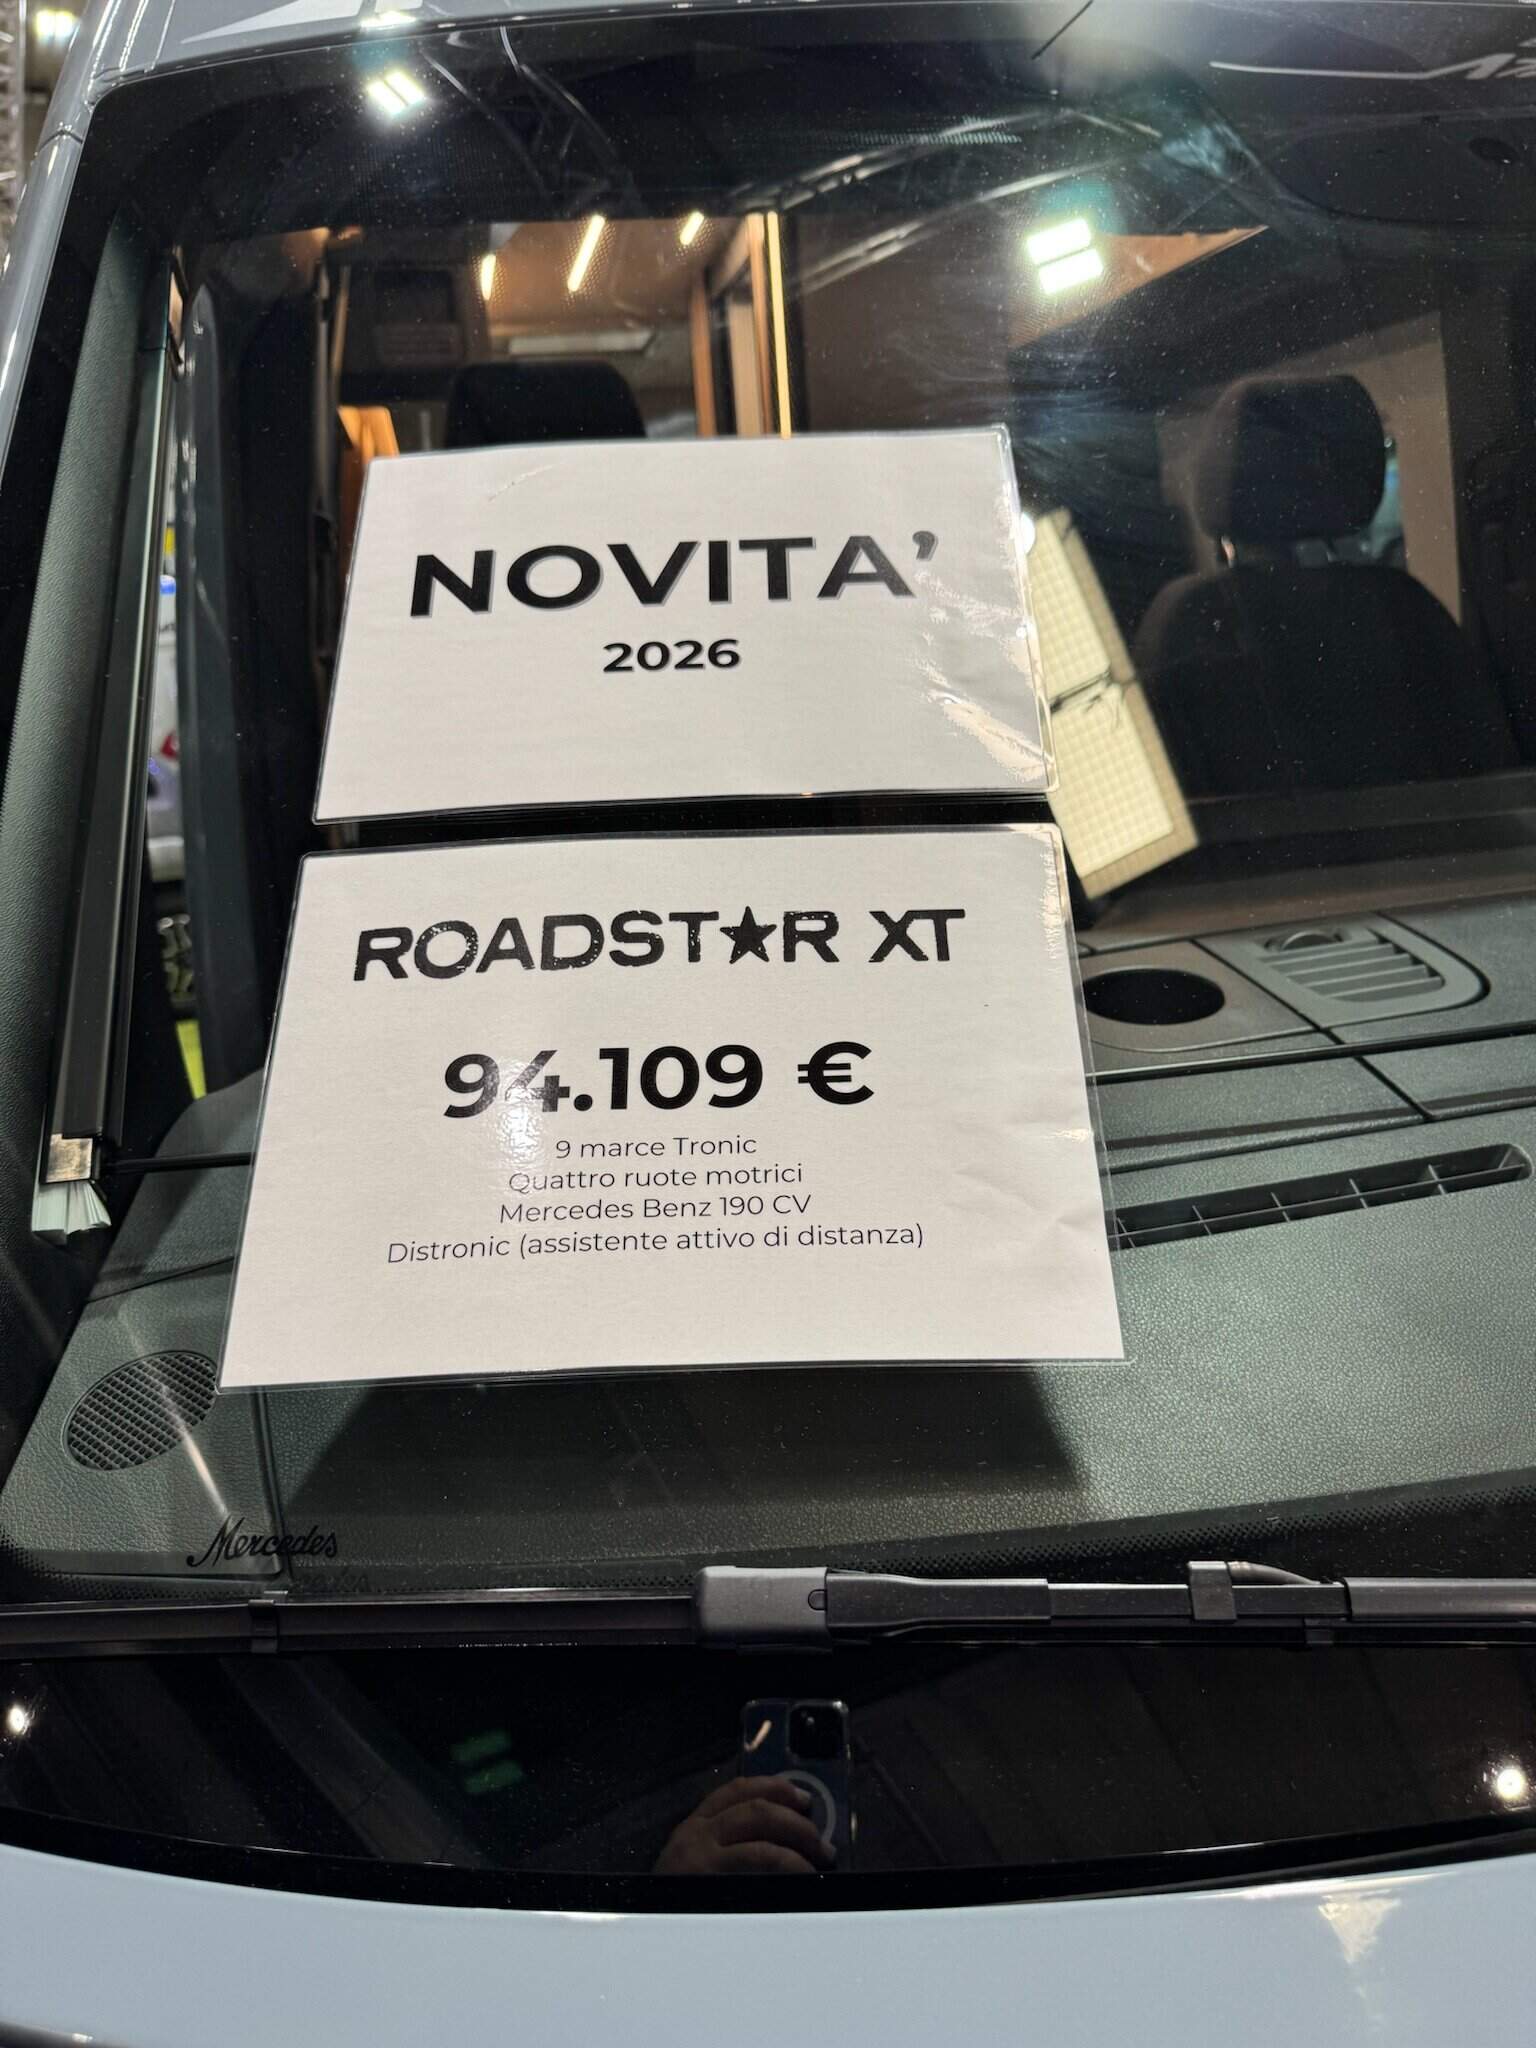 NOVITA'
2026
ROADST★R XT
94.109 €
9 marce Tronic
Quattro ruote motrici
Mercedes Benz 190 CV
Distronic (assistente attivo di distanza)
Mercedes